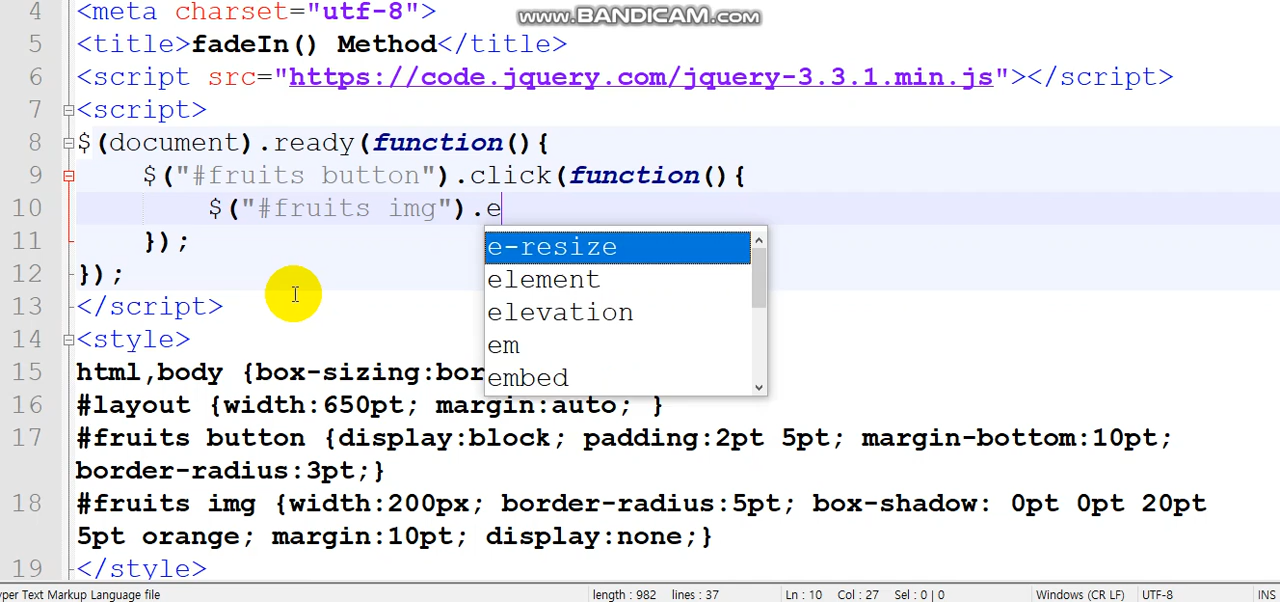 www.BANDICAM.com
4 <meta charset="utf-8">
5 <title>fadeIn() Method</title>
6 <script src="https://code.jquery.com/jquery-3.3.1.min.js"></script>
7 <script>
8 $(document).ready(function(){
9 $("#fruits button").click(function(){
10 $("#fruits img").e
11 });
12 });
13 </script>
14 <style>
15 html,body {box-sizing:bor
16 #layout {width:650pt; margin:auto; }
17 #fruits button {display:block; padding:2pt 5pt; margin-bottom:10pt;
border-radius:3pt;}
18 #fruits img {width:200px; border-radius:5pt; box-shadow: 0pt 0pt 20pt
5pt orange; margin:10pt; display:none;}
19 </style>
e-resize
element
elevation
em
embed
yper Text Markup Language file length : 982 lines : 37 Ln : 10 Col : 27 Sel : 0 | 0 Windows (CR LF) UTF-8 INS